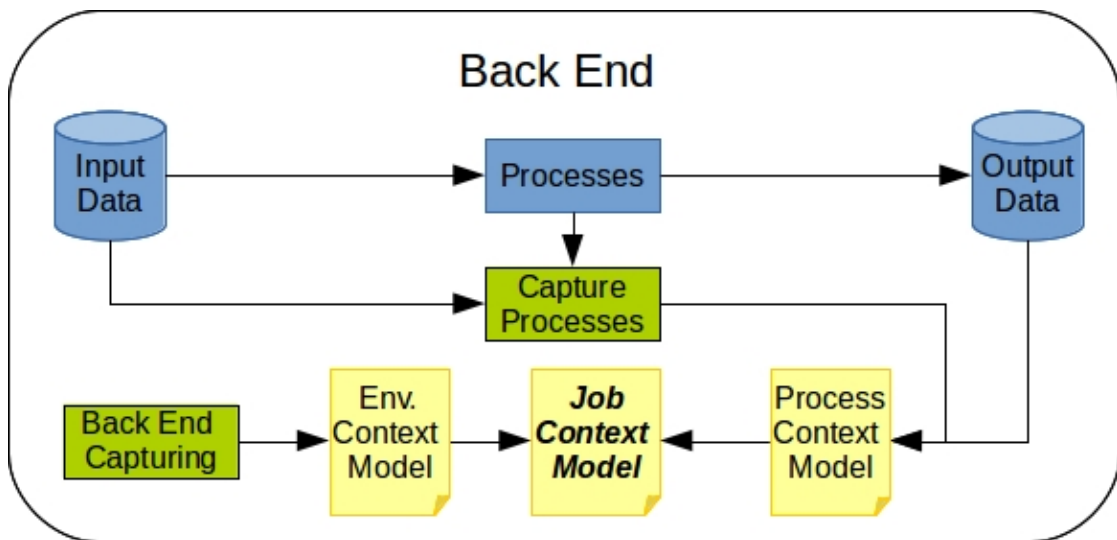 Back End
Input
Data
Processes
Output
Data
Capture
Processes
Back End
Capturing
Env.
Context
Model
Job
Context
Model
Process
Context
Model